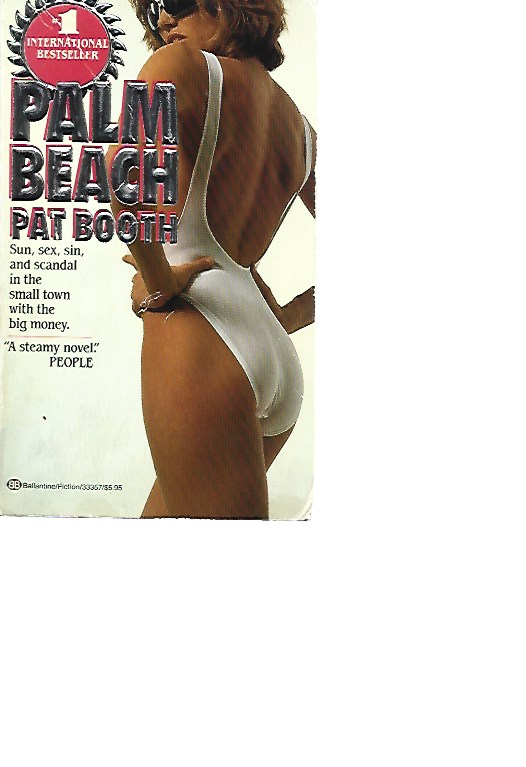 #1
INTERNATIONAL
BESTSELLER
PALM
BEACH
PAT BOOTH
Sun, sex, sin,
and scandal
in the
small town
with the
big money.
"A steamy novel."
PEOPLE
BB Ballantine/Fiction/33357/$5.95